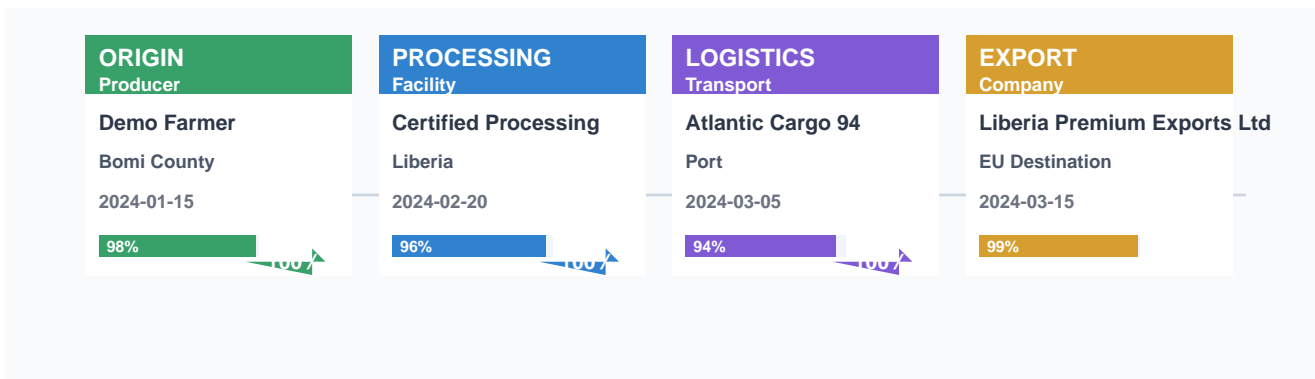 ORIGIN
Producer
Demo Farmer
Bomi County
2024-01-15
98%
PROCESSING
Facility
Certified Processing
Liberia
2024-02-20
96%
LOGISTICS
Transport
Atlantic Cargo 94
Port
2024-03-05
94%
EXPORT
Company
Liberia Premium Exports Ltd
EU Destination
2024-03-15
99%